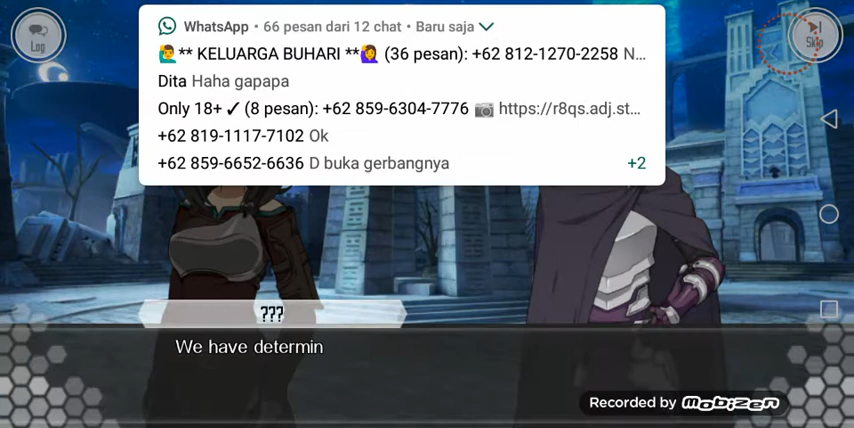 WhatsApp • 66 pesan dari 12 chat • Baru saja
🙋‍♂️** KELUARGA BUHARI **🙋‍♀️ (36 pesan): +62 812-1270-2258 N...
Dita Haha gapapa
Only 18+ ✓ (8 pesan): +62 859-6304-7776 📷 https://r8qs.adj.st...
+62 819-1117-7102 Ok
+62 859-6652-6636 D buka gerbangnya +2
Log
Skip
???
We have determin
Recorded by Mobizen